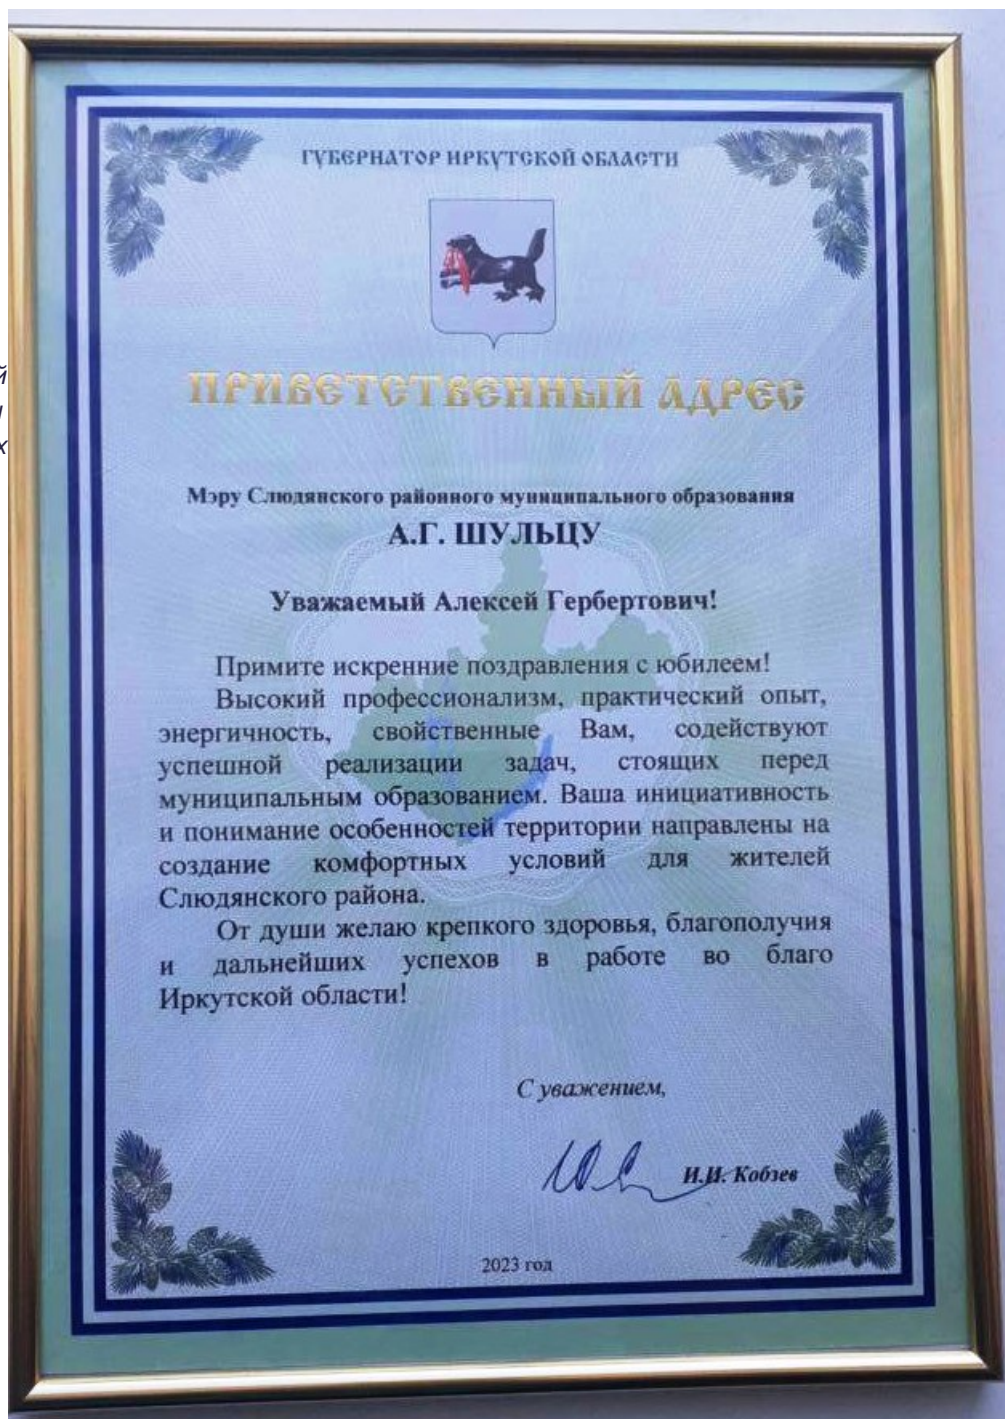 ГУБЕРНАТОР ИРКУТСКОЙ ОБЛАСТИ
ПРИВЕТСТВЕННЫЙ АДРЕС
Мэру Слюдянского районного муниципального образования
А.Г. ШУЛЬЦУ
Уважаемый Алексей Гербертович!
Примите искренние поздравления с юбилеем!
Высокий профессионализм, практический опыт,
энергичность, свойственные Вам, содействуют
успешной реализации задач, стоящих перед
муниципальным образованием. Ваша инициативность
и понимание особенностей территории направлены на
создание комфортных условий для жителей
Слюдянского района.
От души желаю крепкого здоровья, благополучия
и дальнейших успехов в работе во благо
Иркутской области!
С уважением,
И.И. Кобзев
2023 год